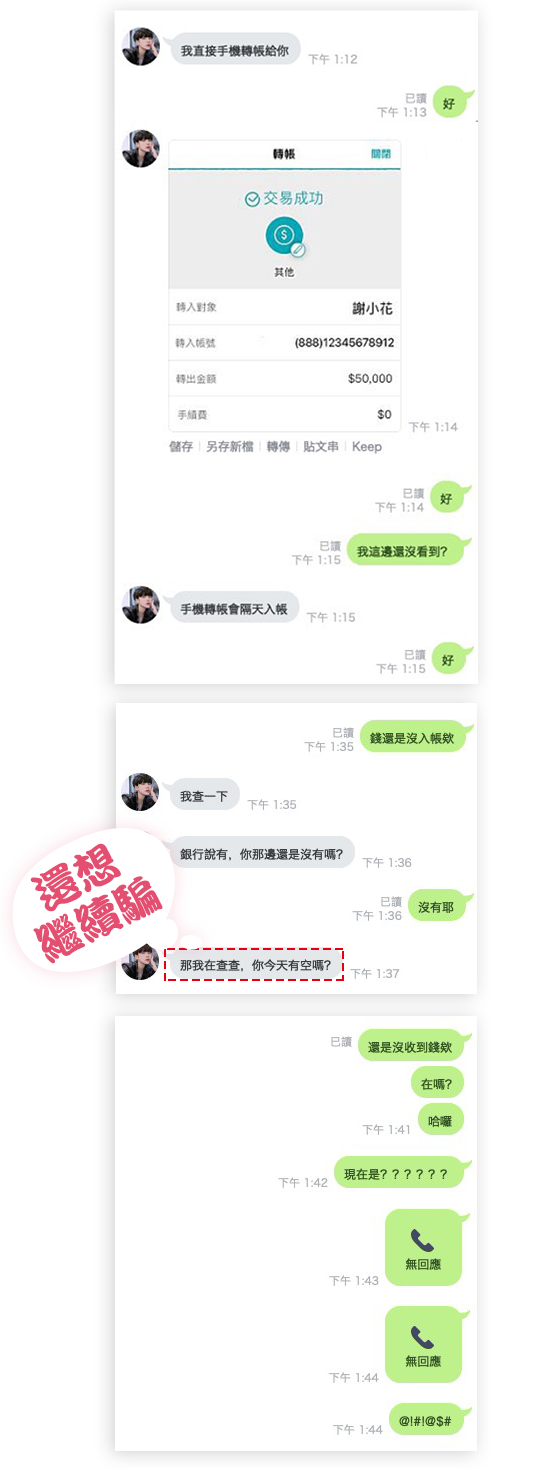 我直接手機轉帳給你
下午 1:12
已讀
下午 1:13
好
轉帳
關閉
交易成功
$
其他
轉入對象
謝小花
轉入帳號
(888)12345678912
轉出金額
$50,000
手續費
$0
下午 1:14
儲存 | 另存新檔 | 轉傳 | 貼文串 | Keep
已讀
下午 1:14
好
已讀
下午 1:15
我這邊還沒看到?
手機轉帳會隔天入帳
下午 1:15
已讀
下午 1:15
好
已讀
下午 1:35
錢還是沒入帳欸
我查一下
下午 1:35
銀行說有, 你那邊還是沒有嗎?
下午 1:36
還想
繼續騙
已讀
下午 1:36
沒有耶
那我在查查, 你今天有空嗎?
下午 1:37
已讀
還是沒收到錢欸
在嗎?
哈囉
下午 1:41
現在是? ? ? ? ? ?
下午 1:42
無回應
下午 1:43
無回應
下午 1:44
@!#!@$#
下午 1:44